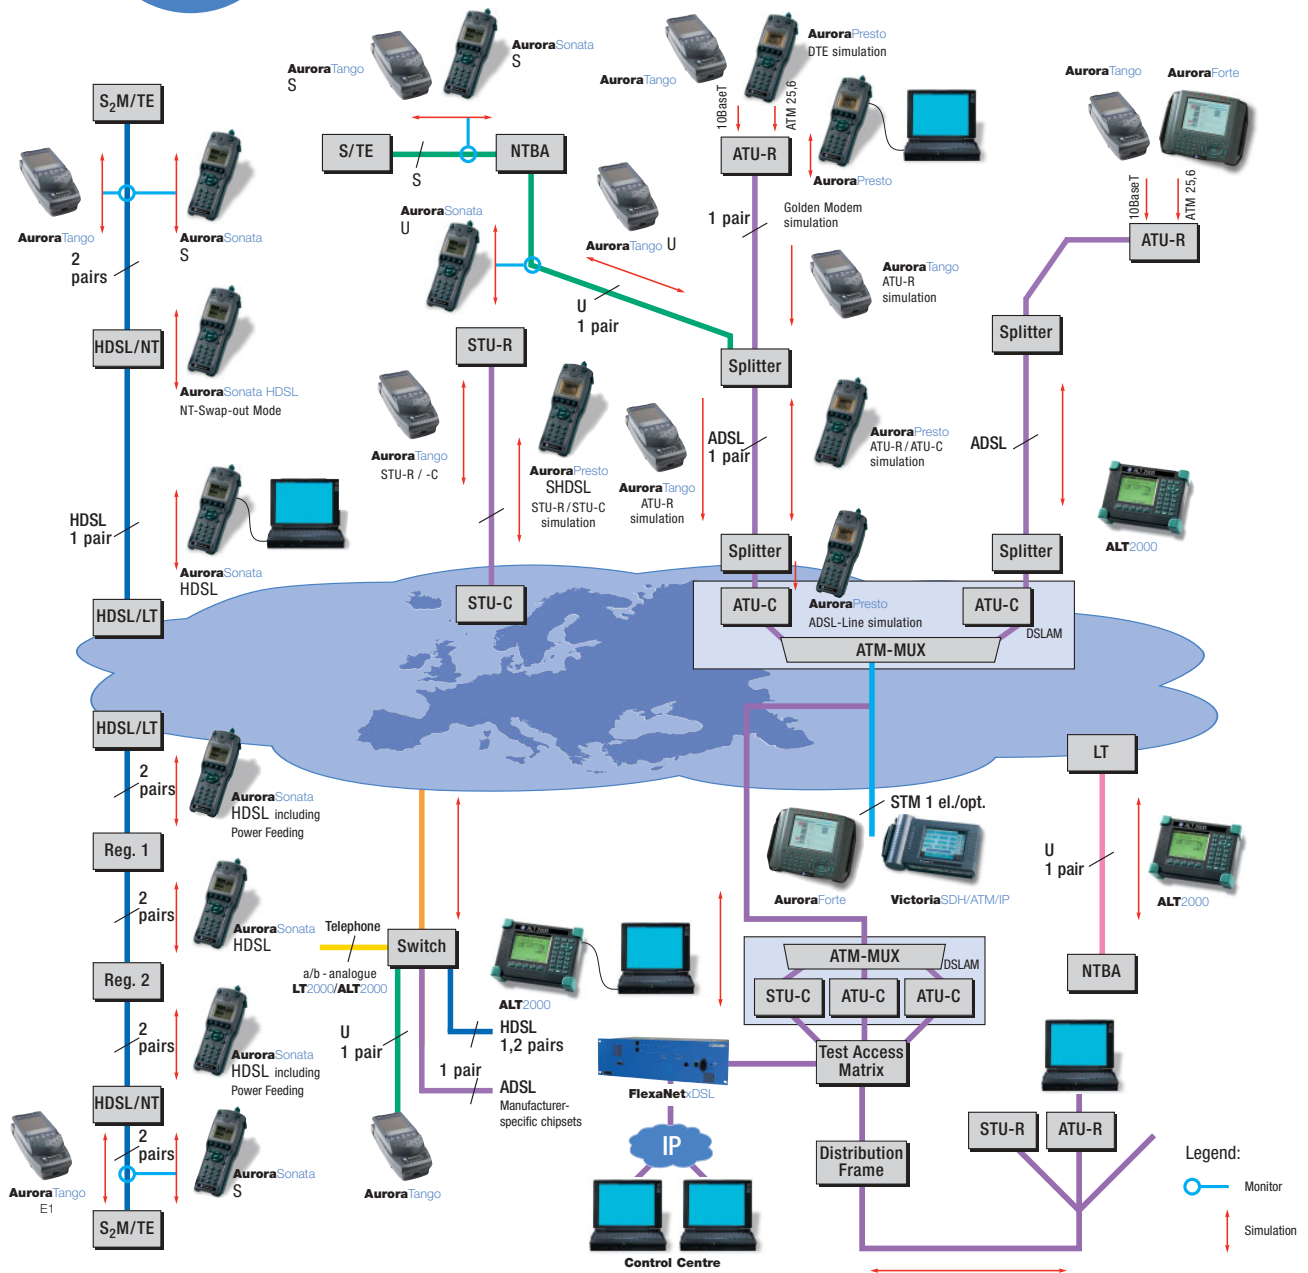 AuroraTango
S
AuroraSonata
S
AuroraTango
AuroraPresto
DTE simulation
AuroraTango
AuroraForte
S2M/TE
10BaseT
ATM 25,6
10BaseT
ATM 25,6
S/TE
S
NTBA
ATU-R
AuroraPresto
Golden Modem
simulation
1 pair
AuroraTango
AuroraSonata
S
2
pairs
AuroraSonata
U
AuroraTango U
ATU-R
AuroraTango
ATU-R
simulation
U
1 pair
HDSL/NT
AuroraSonata HDSL
NT-Swap-out Mode
STU-R
Splitter
Splitter
AuroraTango
STU-R / -C
AuroraPresto
SHDSL
STU-R / STU-C
simulation
AuroraTango
ATU-R
simulation
ADSL
1 pair
AuroraPresto
ATU-R / ATU-C
simulation
ADSL
ALT2000
HDSL
1 pair
AuroraSonata
HDSL
Splitter
Splitter
HDSL/LT
STU-C
ATU-C
AuroraPresto
ADSL-Line simulation
ATU-C
DSLAM
ATM-MUX
HDSL/LT
LT
2
pairs
AuroraSonata
HDSL including
Power Feeding
STM 1 el./opt.
Reg. 1
AuroraForte
VictoriaSDH/ATM/IP
U
1 pair
ALT2000
2
pairs
AuroraSonata
HDSL
Telephone
a/b - analogue
LT2000/ALT2000
Switch
ALT2000
ATM-MUX
DSLAM
STU-C
ATU-C
ATU-C
NTBA
Reg. 2
2
pairs
AuroraSonata
HDSL including
Power Feeding
U
1 pair
HDSL
1,2 pairs
1 pair
ADSL
Manufacturer-
specific chipsets
FlexaNetxDSL
Test Access
Matrix
HDSL/NT
2
pairs
AuroraTango
E1
AuroraSonata
S
AuroraTango
IP
Distribution
Frame
STU-R
ATU-R
Legend:
Monitor
Simulation
S2M/TE
Control Centre